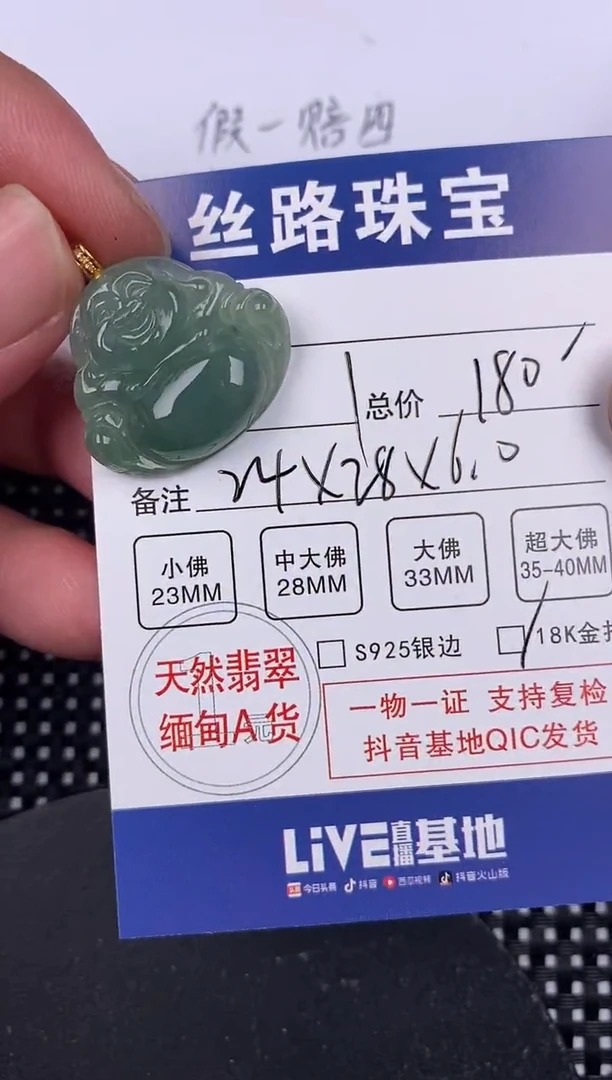 假一赔四
丝路珠宝
总价 180
备注 24×28×6.0
小佛
23MM
中大佛
28MM
大佛
33MM
超大佛
35-40MM
S925银边
18K金
天然翡翠
缅甸A货
一物一证 支持复检
抖音基地QIC发货
LiVE直播基地
今日头条 抖音 西瓜视频 抖音火山版